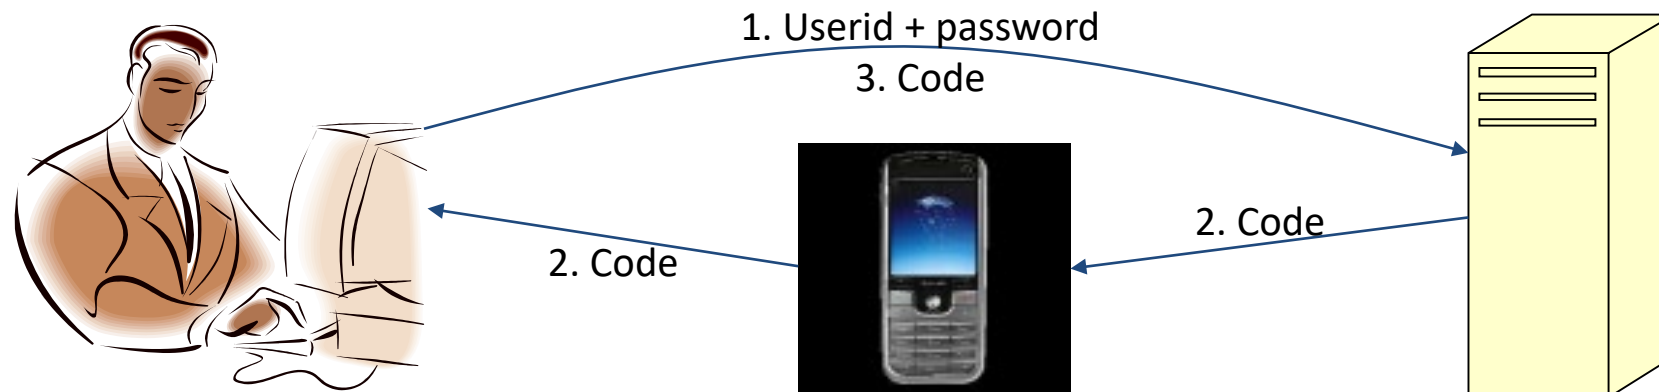 1. Userid + password
3. Code
2. Code
2. Code